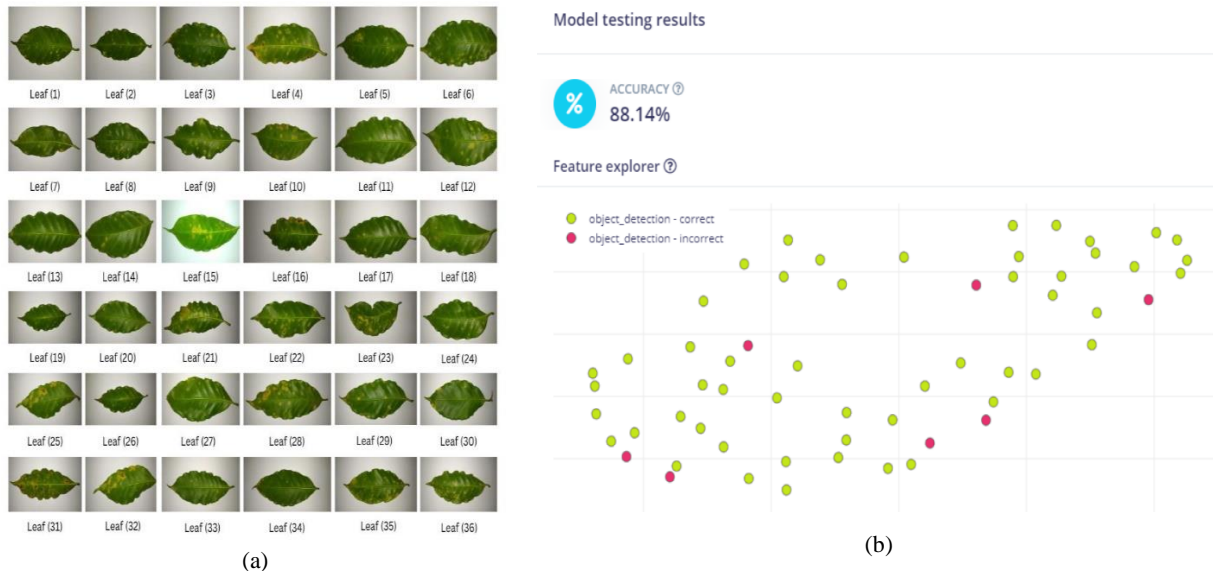 Leaf (1) Leaf (2) Leaf (3) Leaf (4) Leaf (5) Leaf (6)
Leaf (7) Leaf (8) Leaf (9) Leaf (10) Leaf (11) Leaf (12)
Leaf (13) Leaf (14) Leaf (15) Leaf (16) Leaf (17) Leaf (18)
Leaf (19) Leaf (20) Leaf (21) Leaf (22) Leaf (23) Leaf (24)
Leaf (25) Leaf (26) Leaf (27) Leaf (28) Leaf (29) Leaf (30)
Leaf (31) Leaf (32) Leaf (33) Leaf (34) Leaf (35) Leaf (36)
(a)
Model testing results
%
ACCURACY ?
88.14%
Feature explorer ?
object_detection - correct
object_detection - incorrect
(b)